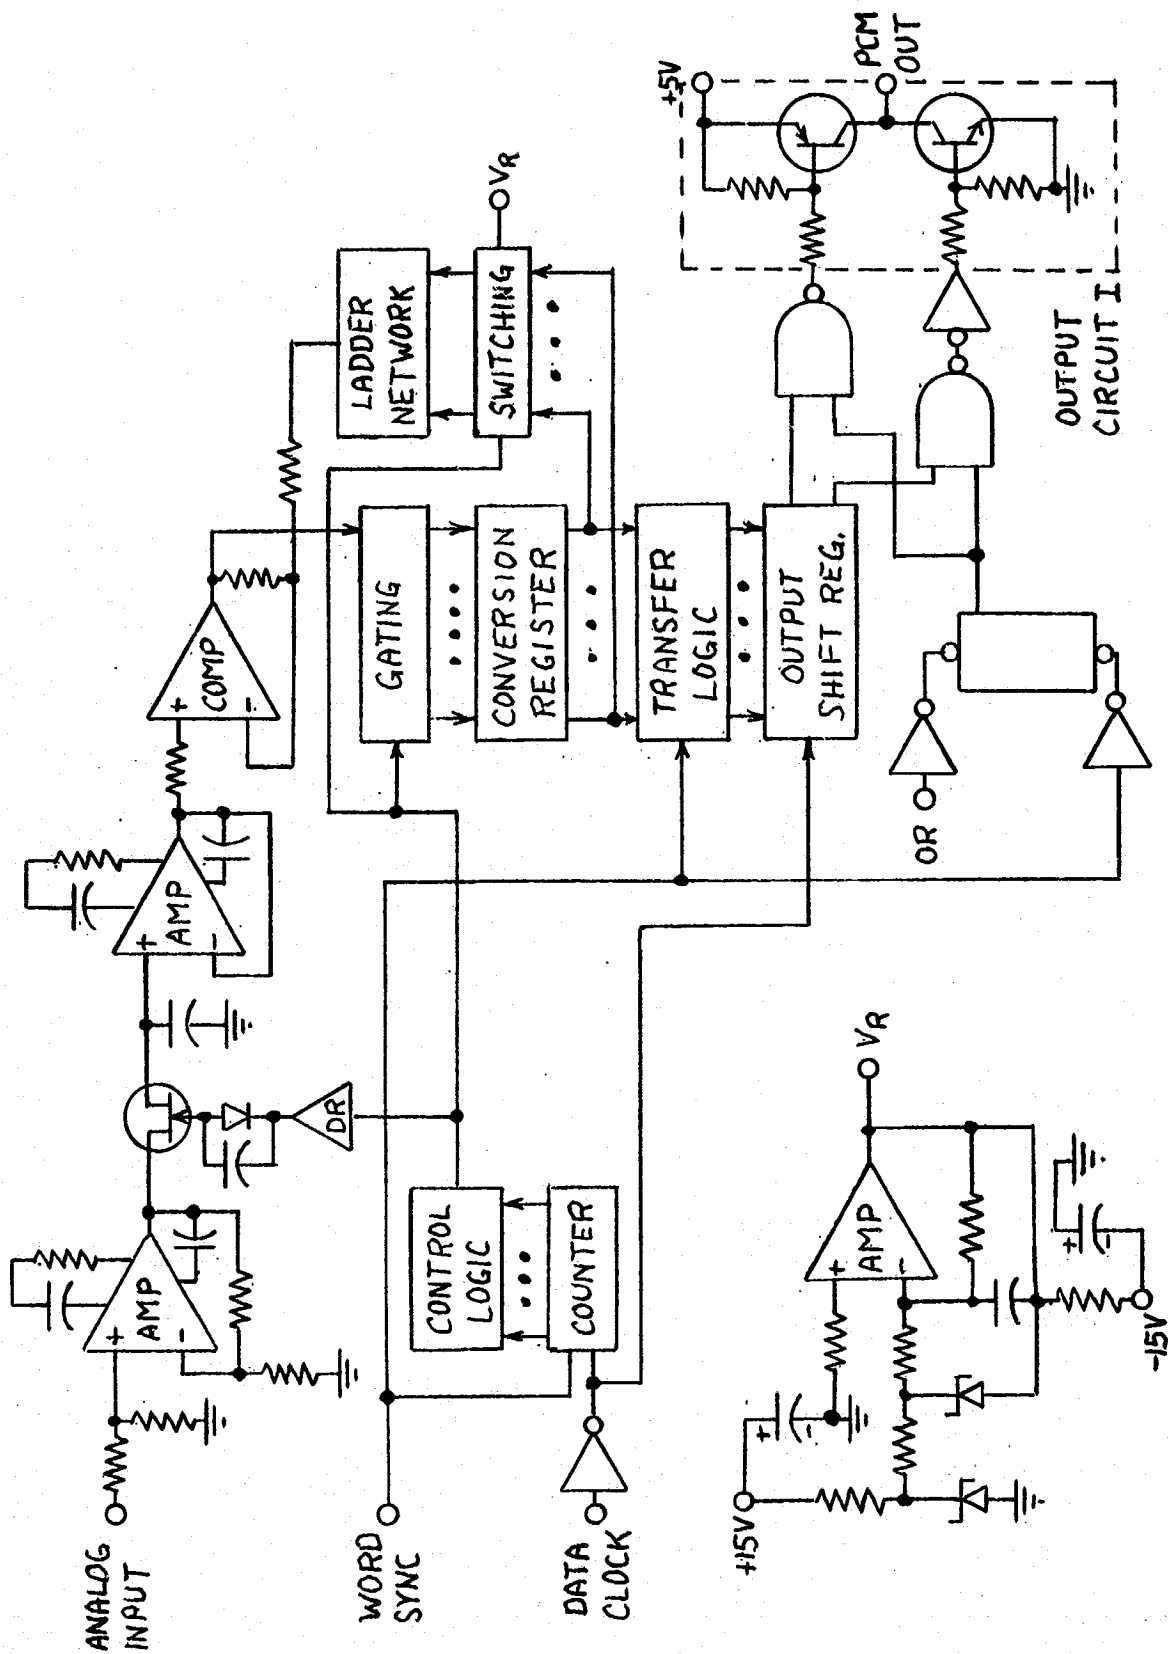 ANALOG
INPUT
+
-
AMP
DR
+
-
AMP
+
-
COMP
LADDER
NETWORK
SWITCHING
VR
WORD
SYNC
CONTROL
LOGIC
COUNTER
DATA
CLOCK
GATING
CONVERSION
REGISTER
TRANSFER
LOGIC
OUTPUT
SHIFT REG.
OR
+5V
PCM
OUT
OUTPUT
CIRCUIT I
+15V
+
-
+
-
AMP
VR
+
-
-15V